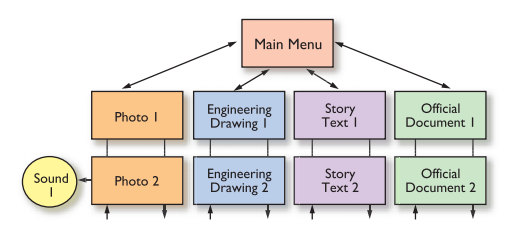 Main Menu
Photo 1
Engineering
Drawing 1
Story
Text 1
Official
Document 1
Sound
1
Photo 2
Engineering
Drawing 2
Story
Text 2
Official
Document 2